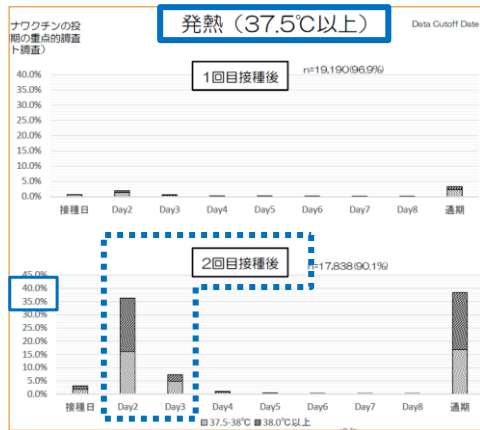 ナワクチンの投
期の重点的調査
ト調査）
発熱（37.5℃以上）
Data Cutoff Date
1回目接種後
n=19,190(96.9%)
40.0%
35.0%
30.0%
25.0%
20.0%
15.0%
10.0%
5.0%
0.0%
接種日 Day2 Day3 Day4 Day5 Day6 Day7 Day8 通期
2回目接種後
n=17,838(90.1%)
45.0%
40.0%
35.0%
30.0%
25.0%
20.0%
15.0%
10.0%
5.0%
0.0%
接種日 Day2 Day3 Day4 Day5 Day6 Day7 Day8 通期
37.5-38℃ 38.0℃以上